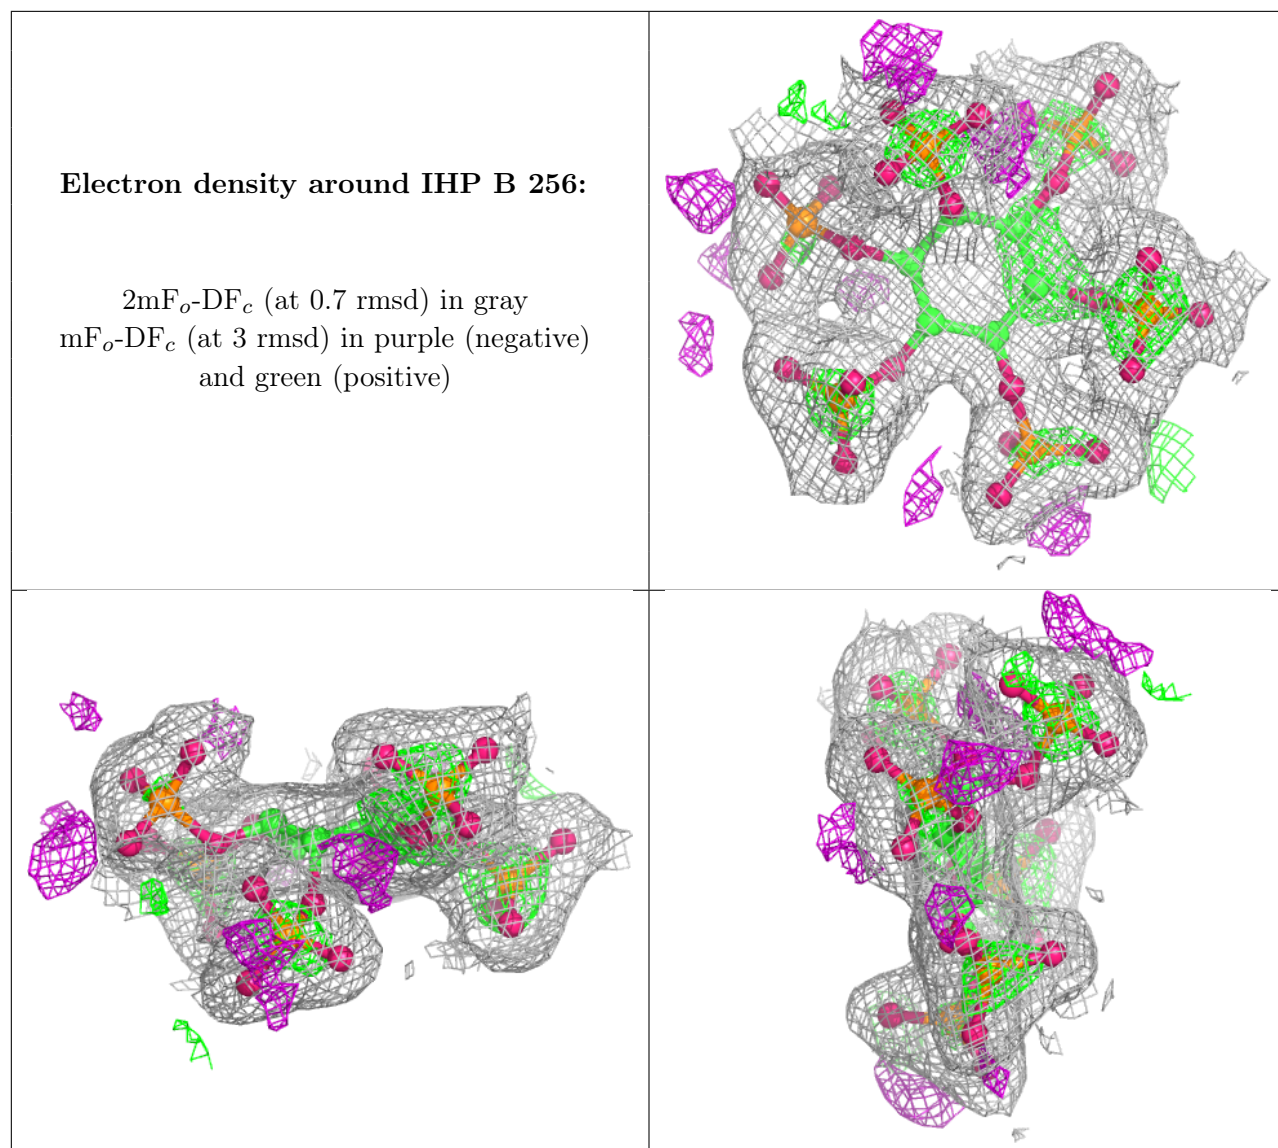 Electron density around IHP B 256:
2mFo-DFc (at 0.7 rmsd) in gray
mFo-DFc (at 3 rmsd) in purple (negative)
and green (positive)